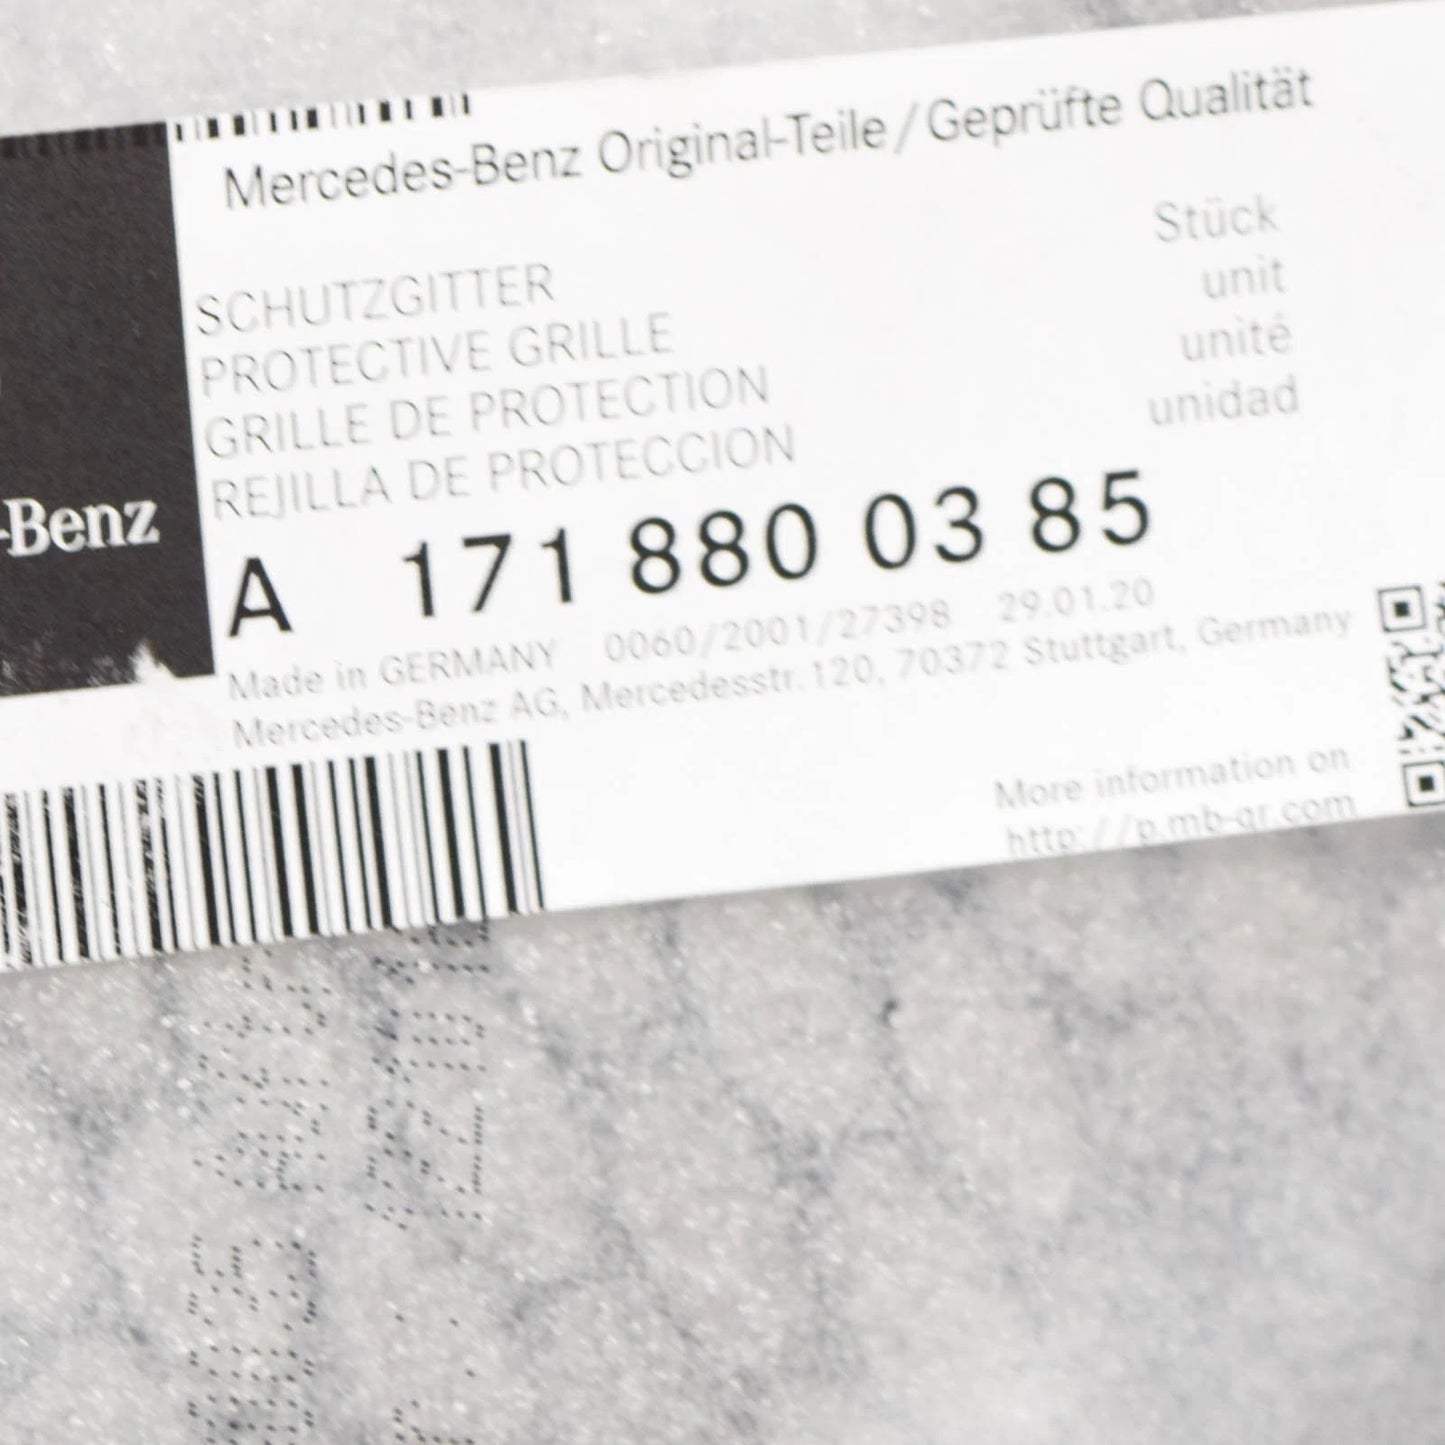 Mercedes-Benz Original-Teile/Geprüfte Qualität
Stück
unit
unité
unidad
SCHUTZGITTER
PROTECTIVE GRILLE
GRILLE DE PROTECTION
REJILLA DE PROTECCION
-Benz
A 171 880 03 85
Made in GERMANY 0060/2001/27398 29.01.20
Mercedes-Benz AG, Mercedesstr. 120, 70372 Stuttgart, Germany
More information on
http://p.mb-qr.com